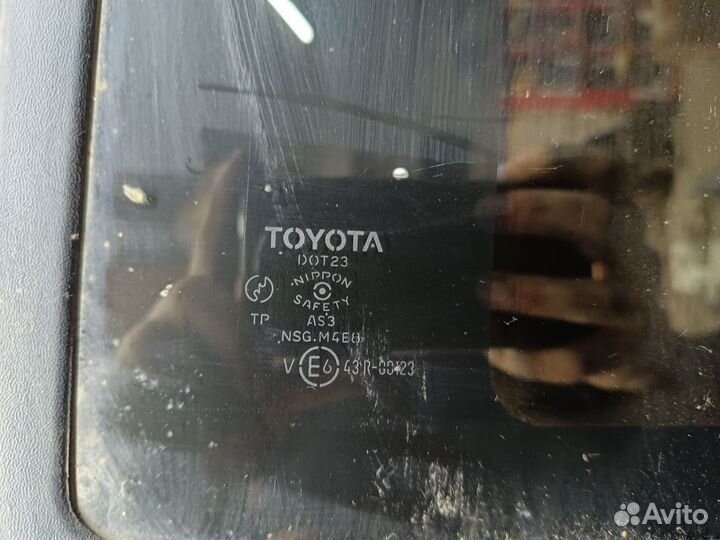 TOYOTA
DOT23
NIPPON
SAFETY
TP AS3
NSG.M4E8
V E6 43R-00123
Avito